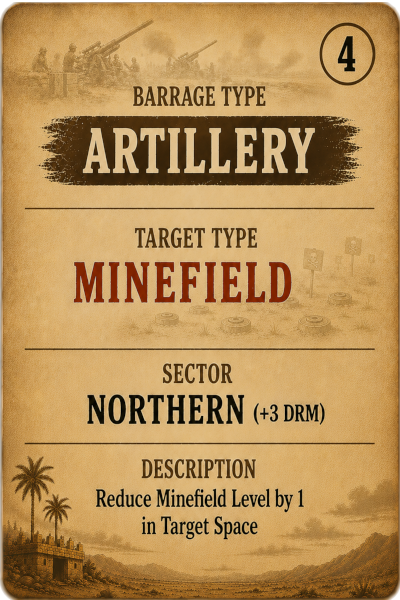 4
BARRAGE TYPE
ARTILLERY
TARGET TYPE
MINEFIELD
SECTOR
NORTHERN (+3 DRM)
DESCRIPTION
Reduce Minefield Level by 1
in Target Space